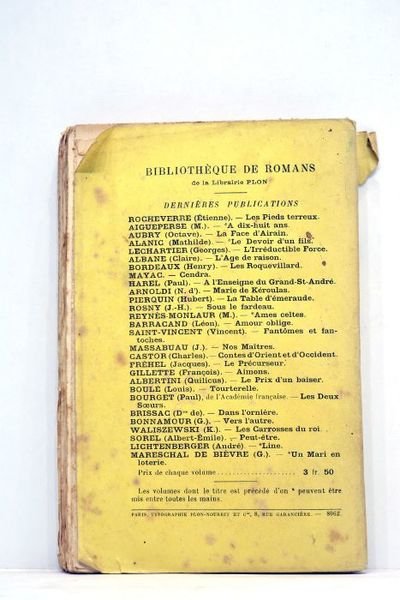 BIBLIOTHÈQUE DE ROMANS
de la Librairie PLON
DERNIÈRES PUBLICATIONS
ROCHEVERRE (Étienne). — Les Pieds terreux.
AIGUEPERSE (M.). — *A dix-huit ans.
AUBRY (Octave). — La Face d'Airain.
ALANIC (Mathilde). — *Le Devoir d'un fils.
LECHARTIER (Georges). — L'Irréductible Force.
ALBANE (Claire). — L'Age de raison.
BORDEAUX (Henry). — Les Roquevillard.
MAYAC. — Cendra.
HAREL (Paul). — A l'Enseigne du Grand-St-André.
ARNOLDI (N. d'). — Marie de Kéroulas.
PIERQUIN (Hubert). — La Table d'émeraude.
ROSNY (J.-H.). — Sous le fardeau.
REYNÈS-MONLAUR (M.). — *Ames celtes.
BARRACAND (Léon). — Amour oblige.
SAINT-VINCENT (Vincent). — Fantômes et fan-
toches.
MASSABUAU (J.). — Nos Maîtres.
CASTOR (Charles). — Contes d'Orient et d'Occident.
FRÉHEL (Jacques). — Le Précurseur.
GILLETTE (François). — Aimons.
ALBERTINI (Quilicus). — Le Prix d'un baiser.
BOULÉ (Louis). — Tourterelle.
BOURGET (Paul), de l'Académie française. — Les Deux
Sœurs.
BRISSAC (Dsse de). — Dans l'ornière.
BONNAMOUR (G.). — Vers l'autre.
WALISZEWSKI (K.). — Les Carrosses du roi.
SOREL (Albert-Émile). — Peut-être.
LICHTENBERGER (André). — *Line.
MARESCHAL DE BIÈVRE (G.). — *Un Mari en
loterie.
Prix de chaque volume ..................... 3 fr. 50
Les volumes dont le titre est précédé d'un * peuvent être
mis entre toutes les mains.
PARIS, TYPOGRAPHIE PLON-NOURRIT ET Cie, 8, RUE GARANCIÈRE. — 8962.